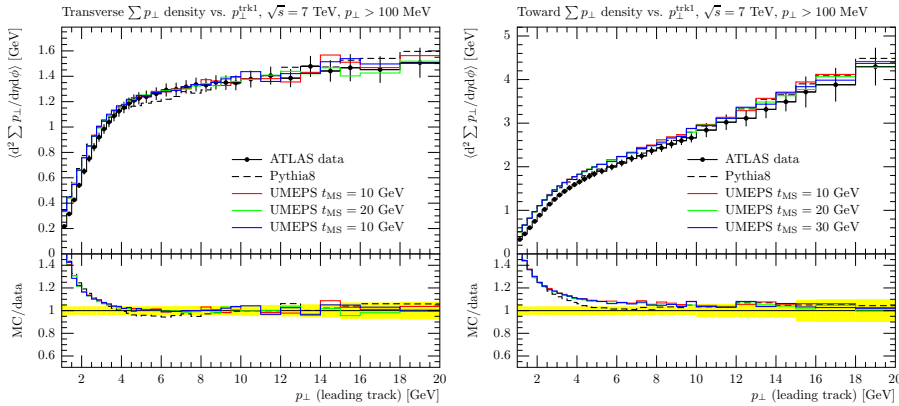 Transverse ∑ p⊥ density vs. p⊥^trk1, √s = 7 TeV, p⊥ > 100 MeV
⟨d² ∑ p⊥/dηdϕ⟩ [GeV]
1.6
1.4
1.2
1
0.8
0.6
0.4
0.2
0
ATLAS data
Pythia8
UMEPS t_MS = 10 GeV
UMEPS t_MS = 20 GeV
UMEPS t_MS = 10 GeV
MC/data
1.4
1.2
1.0
0.8
0.6
2 4 6 8 10 12 14 16 18 20
p⊥ (leading track) [GeV]
Toward ∑ p⊥ density vs. p⊥^trk1, √s = 7 TeV, p⊥ > 100 MeV
⟨d² ∑ p⊥/dηdϕ⟩ [GeV]
5
4
3
2
1
0
ATLAS data
Pythia8
UMEPS t_MS = 10 GeV
UMEPS t_MS = 20 GeV
UMEPS t_MS = 30 GeV
MC/data
1.4
1.2
1.0
0.8
0.6
2 4 6 8 10 12 14 16 18 20
p⊥ (leading track) [GeV]